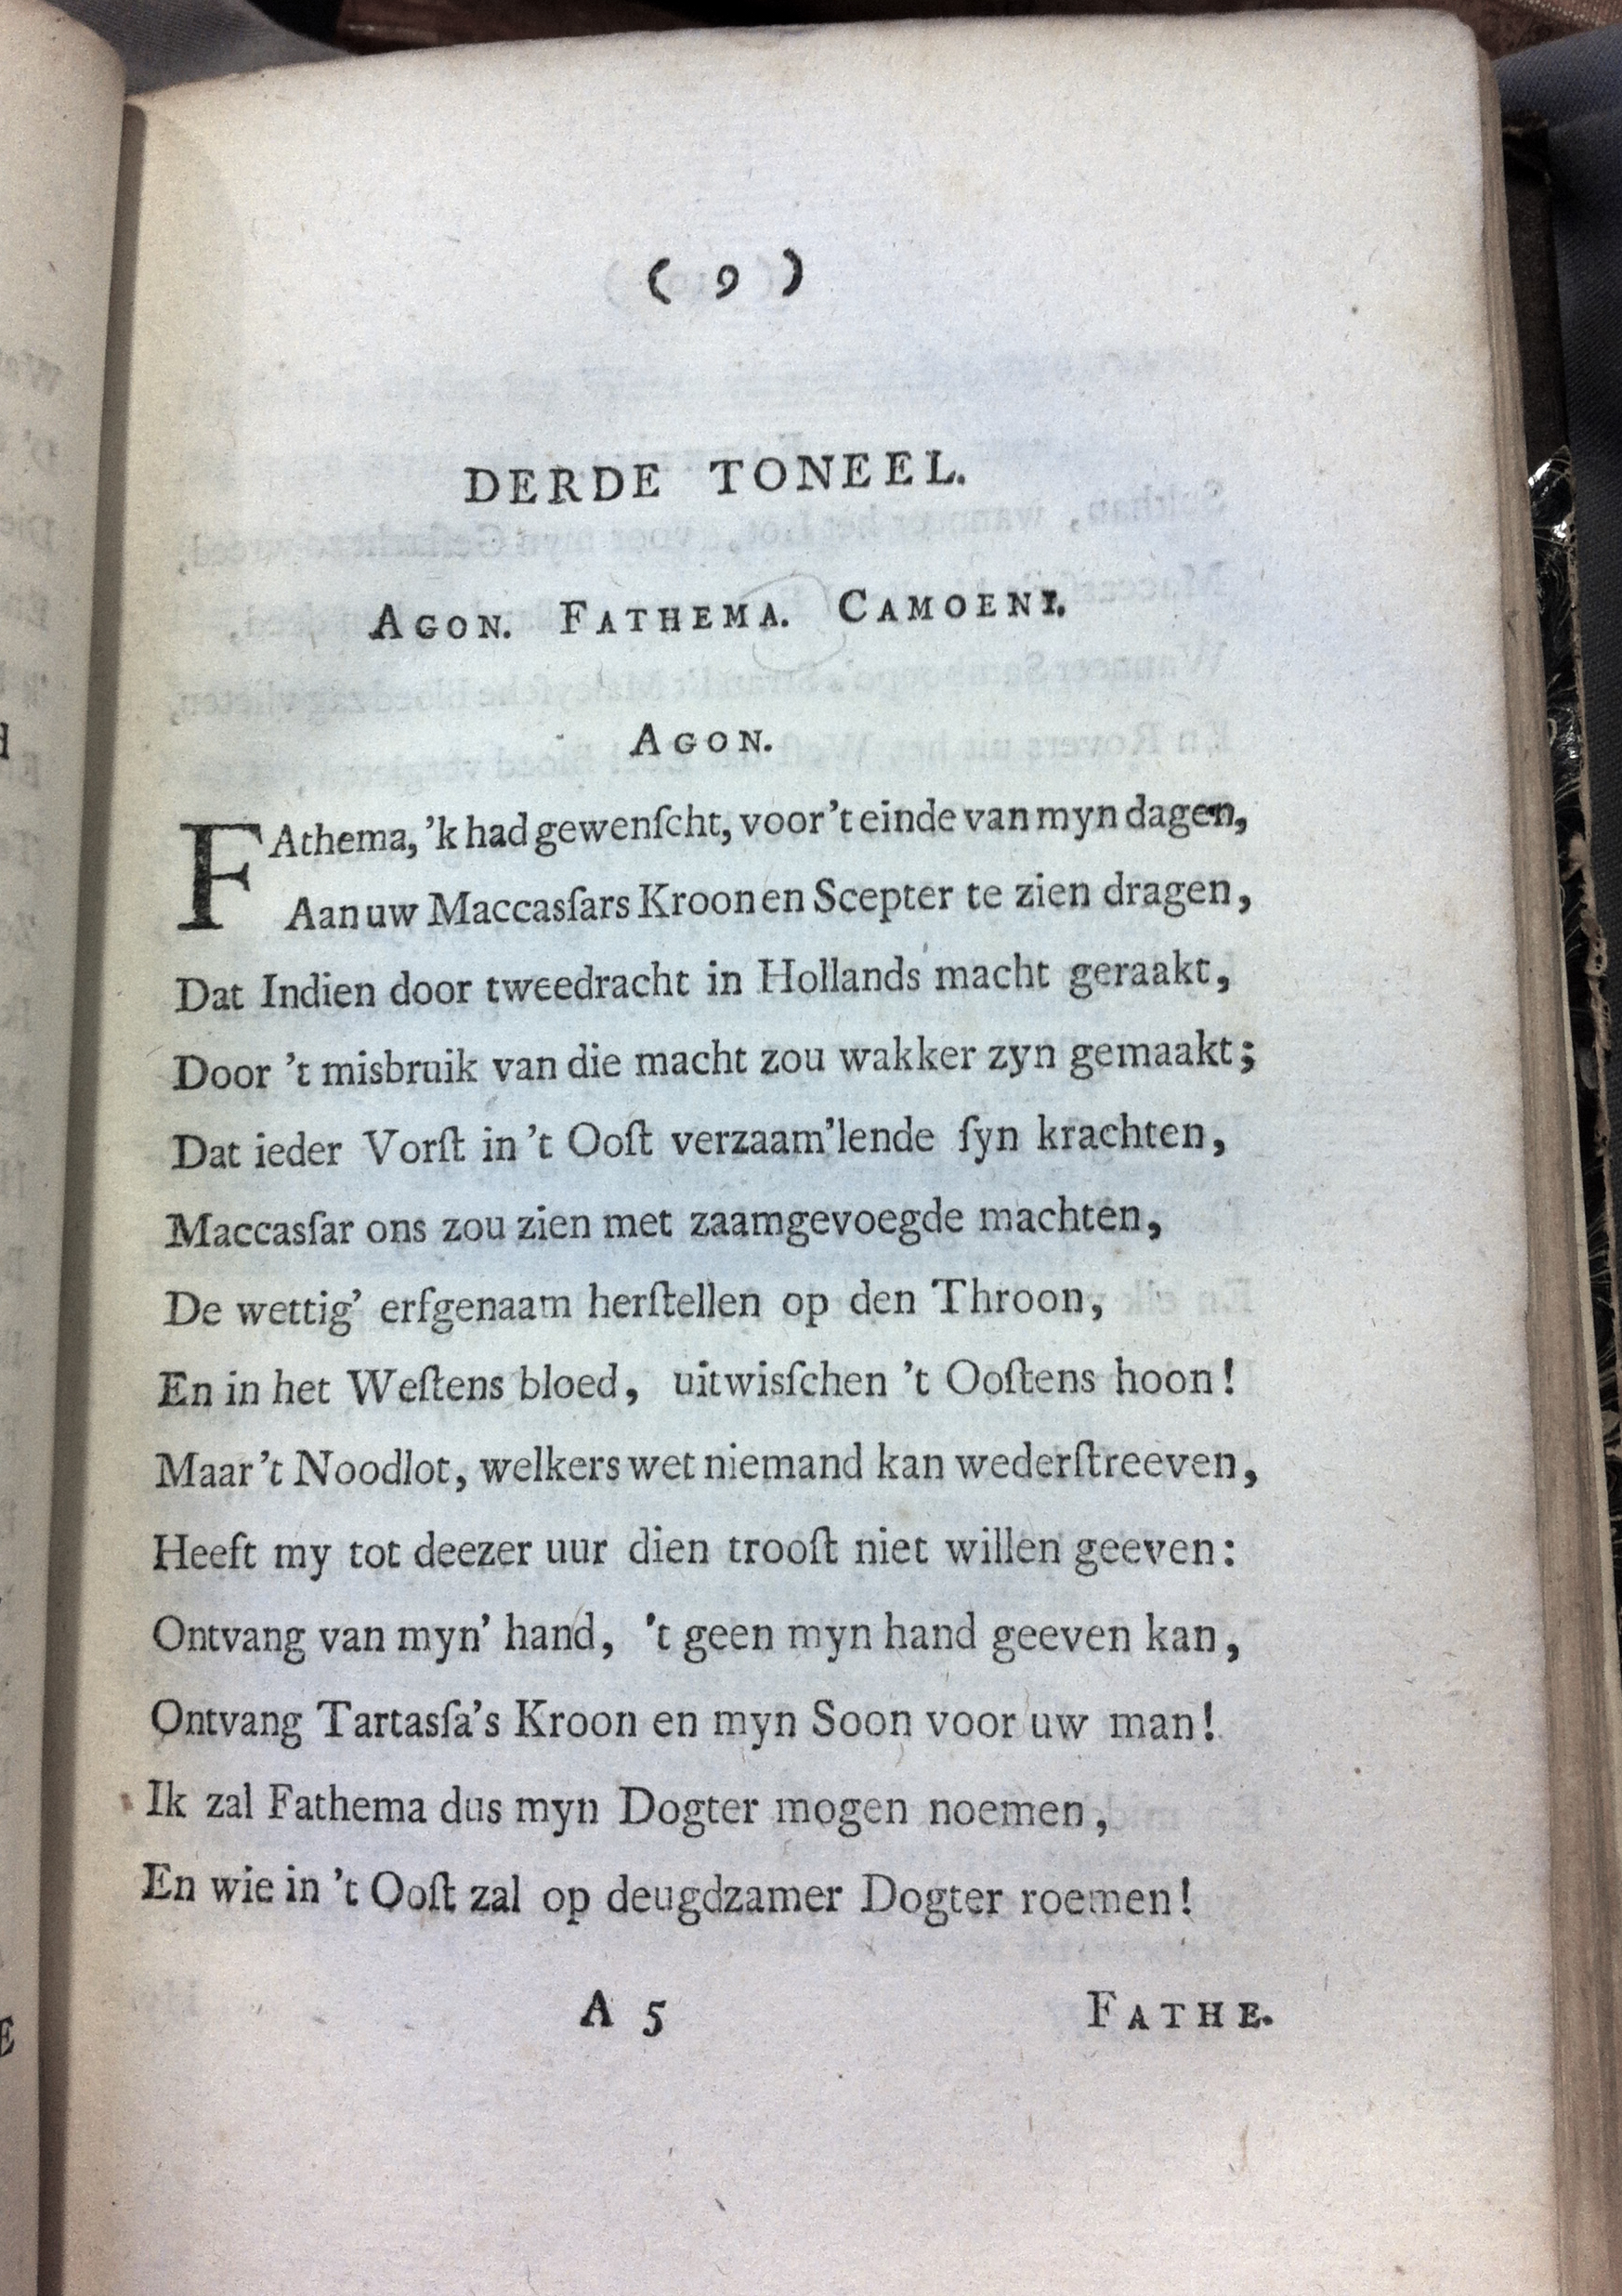 ( 9 )
DERDE TONEEL.
AGON. FATHEMA. CAMOENI.
AGON.
FAthema, 'k had gewenſcht, voor 't einde van myn dagen,
Aan uw Maccasſars Kroon en Scepter te zien dragen,
Dat Indien door tweedracht in Hollands macht geraakt,
Door 't misbruik van die macht zou wakker zyn gemaakt;
Dat ieder Vorſt in 't Ooſt verzaam'lende ſyn krachten,
Maccasſar ons zou zien met zaamgevoegde machten,
De wettig' erfgenaam herſtellen op den Throon,
En in het Weſtens bloed, uitwisſchen 't Ooſtens hoon!
Maar 't Noodlot, welkers wet niemand kan wederſtreeven,
Heeft my tot deezer uur dien trooſt niet willen geeven:
Ontvang van myn' hand, 't geen myn hand geeven kan,
Ontvang Tartasſa's Kroon en myn Soon voor uw man!
Ik zal Fathema dus myn Dogter mogen noemen,
En wie in 't Ooſt zal op deugdzamer Dogter roemen!
A 5 FATHE.